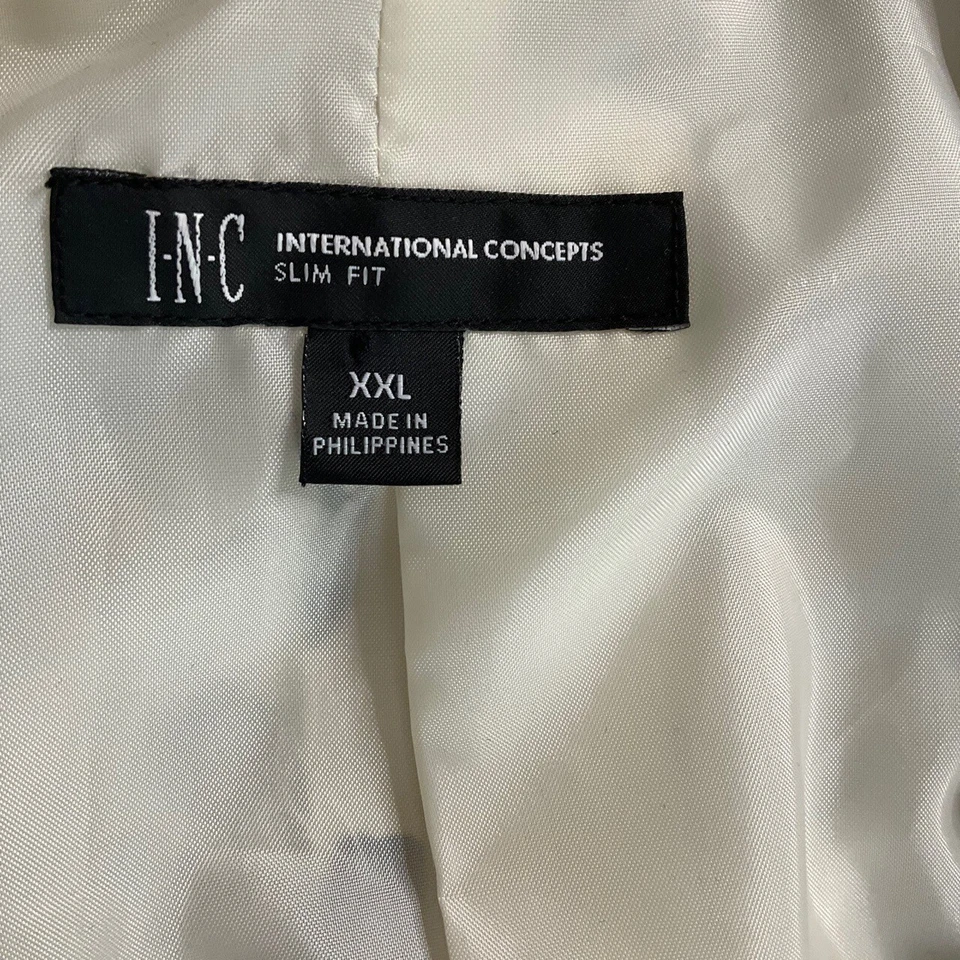 I-N-C INTERNATIONAL CONCEPTS
SLIM FIT
XXL
MADE IN
PHILIPPINES